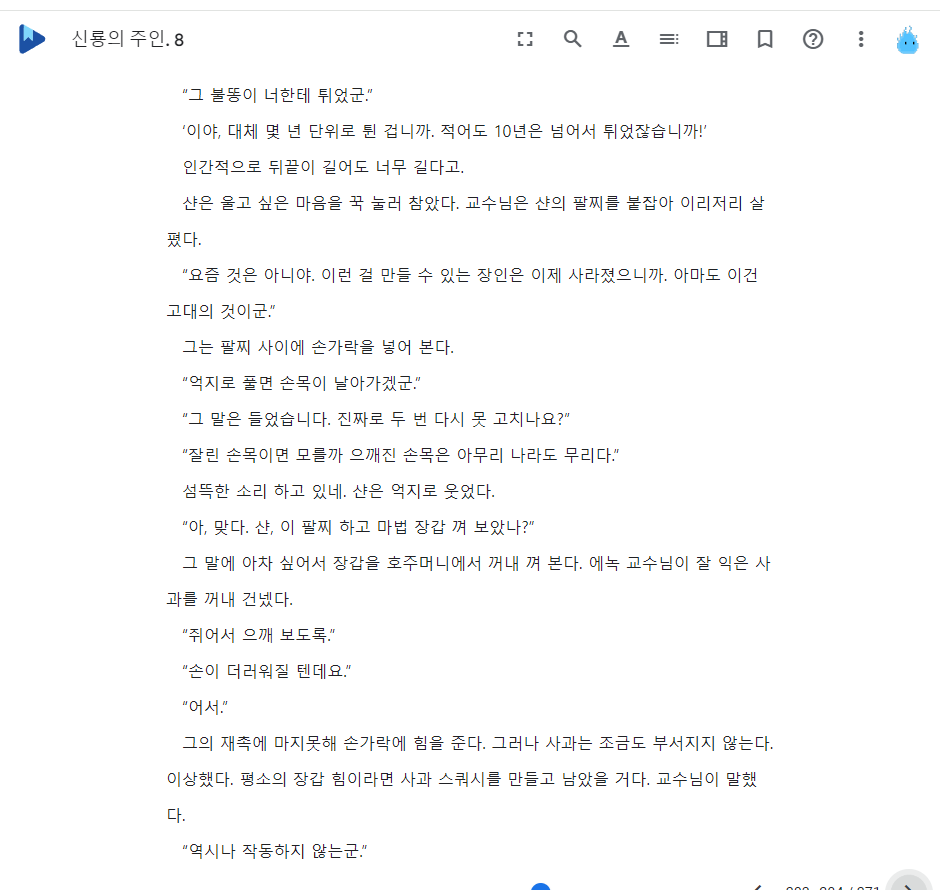 신룡의 주인. 8
“그 불똥이 너한테 튀었군.”
‘이야, 대체 몇 년 단위로 튄 겁니까. 적어도 10년은 넘어서 튀었잖습니까!’
인간적으로 뒤끝이 길어도 너무 길다고.
샨은 울고 싶은 마음을 꾹 눌러 참았다. 교수님은 샨의 팔찌를 붙잡아 이리저리 살
폈다.
“요즘 것은 아니야. 이런 걸 만들 수 있는 장인은 이제 사라졌으니까. 아마도 이건
고대의 것이군.”
그는 팔찌 사이에 손가락을 넣어 본다.
“억지로 풀면 손목이 날아가겠군.”
“그 말은 들었습니다. 진짜로 두 번 다시 못 고치나요?”
“잘린 손목이면 모를까 으깨진 손목은 아무리 나라도 무리다.”
섬뜩한 소리 하고 있네. 샨은 억지로 웃었다.
“아, 맞다. 샨, 이 팔찌 하고 마법 장갑 껴 보았나?”
그 말에 아차 싶어서 장갑을 호주머니에서 꺼내 껴 본다. 에녹 교수님이 잘 익은 사
과를 꺼내 건넸다.
“쥐어서 으깨 보도록.”
“손이 더러워질 텐데요.”
“어서.”
그의 재촉에 마지못해 손가락에 힘을 준다. 그러나 사과는 조금도 부서지지 않는다.
이상했다. 평소의 장갑 힘이라면 사과 스쿼시를 만들고 남았을 거다. 교수님이 말했
다.
“역시나 작동하지 않는군.”